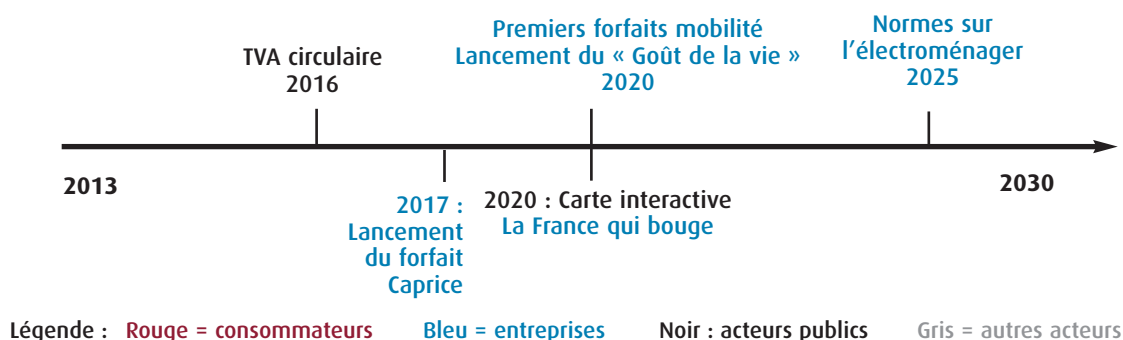 TVA circulaire
2016
Premiers forfaits mobilité
Lancement du « Goût de la vie »
2020
Normes sur
l'électroménager
2025
2013
2030
2017 :
Lancement
du forfait
Caprice
2020 : Carte interactive
La France qui bouge
Légende : Rouge = consommateurs Bleu = entreprises Noir : acteurs publics Gris = autres acteurs